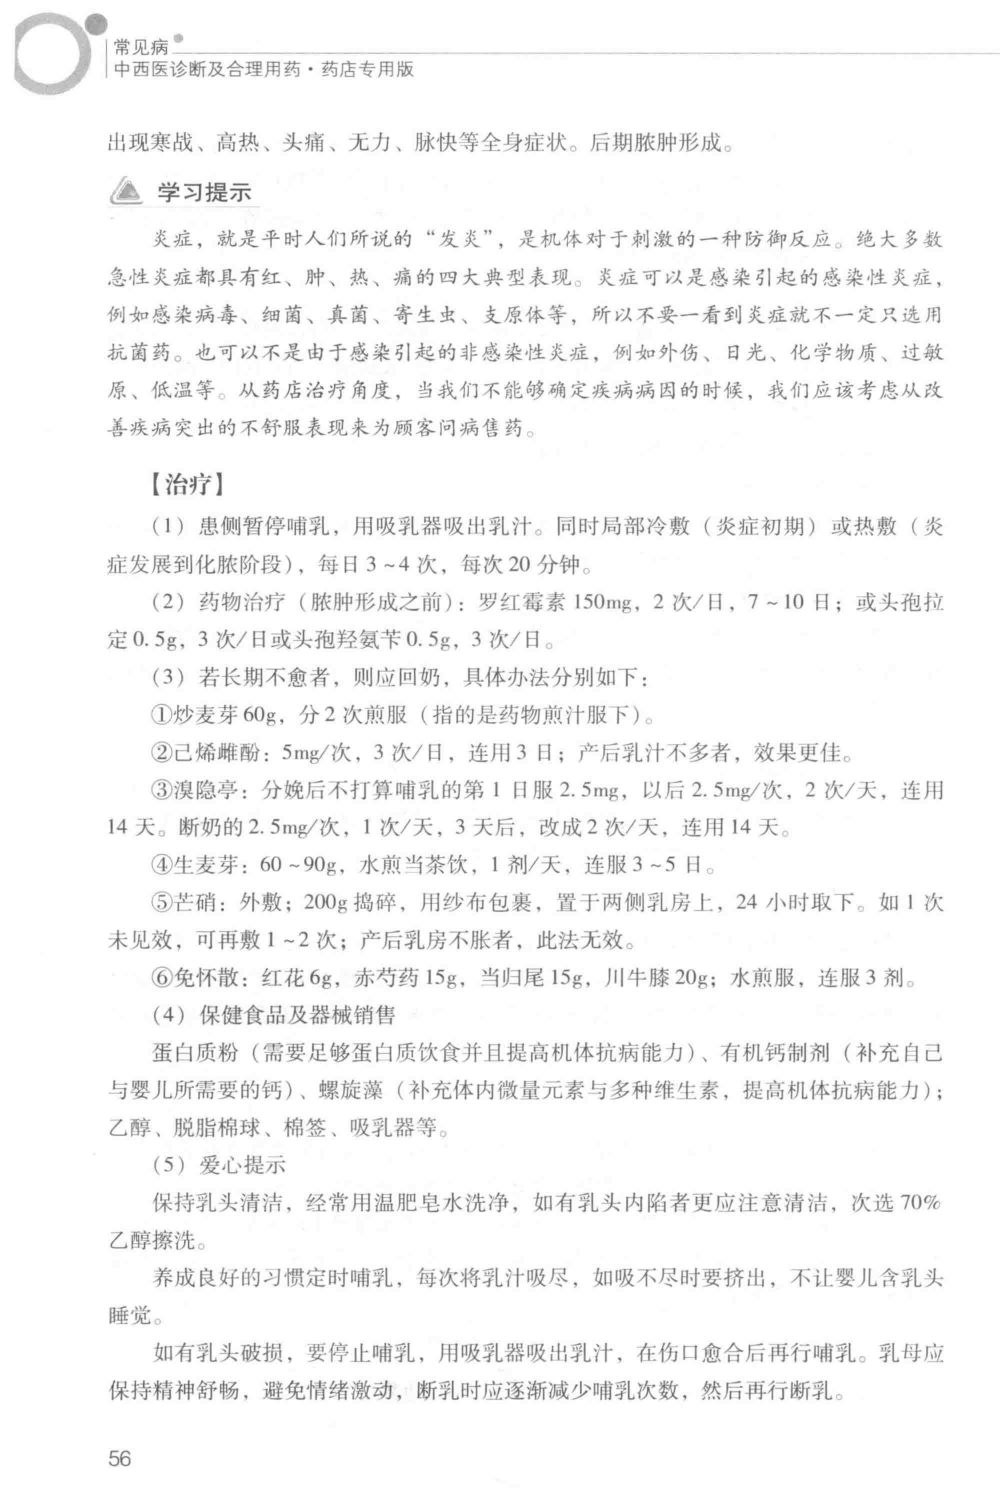 常见病
中西医诊断及合理用药·药店专用版
出现寒战、高热、头痛、无力、脉快等全身症状。后期脓肿形成。
学习提示
炎症，就是平时人们所说的“发炎”，是机体对于刺激的一种防御反应。绝大多数
急性炎症都具有红、肿、热、痛的四大典型表现。炎症可以是感染引起的感染性炎症，
例如感染病毒、细菌、真菌、寄生虫、支原体等，所以不要一看到炎症就不一定只选用
抗菌药。也可以不是由于感染引起的非感染性炎症，例如外伤、日光、化学物质、过敏
原、低温等。从药店治疗角度，当我们不能够确定疾病病因的时候，我们应该考虑从改
善疾病突出的不舒服表现来为顾客问病售药。
【治疗】
（1）患侧暂停哺乳，用吸乳器吸出乳汁。同时局部冷敷（炎症初期）或热敷（炎
症发展到化脓阶段），每日3~4次，每次20分钟。
（2）药物治疗（脓肿形成之前）：罗红霉素150mg，2次/日，7~10日；或头孢拉
定0.5g，3次/日或头孢羟氨苄0.5g，3次/日。
（3）若长期不愈者，则应回奶，具体办法分别如下：
①炒麦芽60g，分2次煎服（指的是药物煎汁服下）。
②己烯雌酚：5mg/次，3次/日，连用3日；产后乳汁不多者，效果更佳。
③溴隐亭：分娩后不打算哺乳的第1日服2.5mg，以后2.5mg/次，2次/天，连用
14天。断奶的2.5mg/次，1次/天，3天后，改成2次/天，连用14天。
④生麦芽：60~90g，水煎当茶饮，1剂/天，连服3~5日。
⑤芒硝：外敷；200g捣碎，用纱布包裹，置于两侧乳房上，24小时取下。如1次
未见效，可再敷1~2次；产后乳房不胀者，此法无效。
⑥免怀散：红花6g，赤芍药15g，当归尾15g，川牛膝20g；水煎服，连服3剂。
（4）保健食品及器械销售
蛋白质粉（需要足够蛋白质饮食并且提高机体抗病能力）、有机钙制剂（补充自己
与婴儿所需要的钙）、螺旋藻（补充体内微量元素与多种维生素，提高机体抗病能力）；
乙醇、脱脂棉球、棉签、吸乳器等。
（5）爱心提示
保持乳头清洁，经常用温肥皂水洗净，如有乳头内陷者更应注意清洁，次选70%
乙醇擦洗。
养成良好的习惯定时哺乳，每次将乳汁吸尽，如吸不尽时要挤出，不让婴儿含乳头
睡觉。
如有乳头破损，要停止哺乳，用吸乳器吸出乳汁，在伤口愈合后再行哺乳。乳母应
保持精神舒畅，避免情绪激动，断乳时应逐渐减少哺乳次数，然后再行断乳。
56